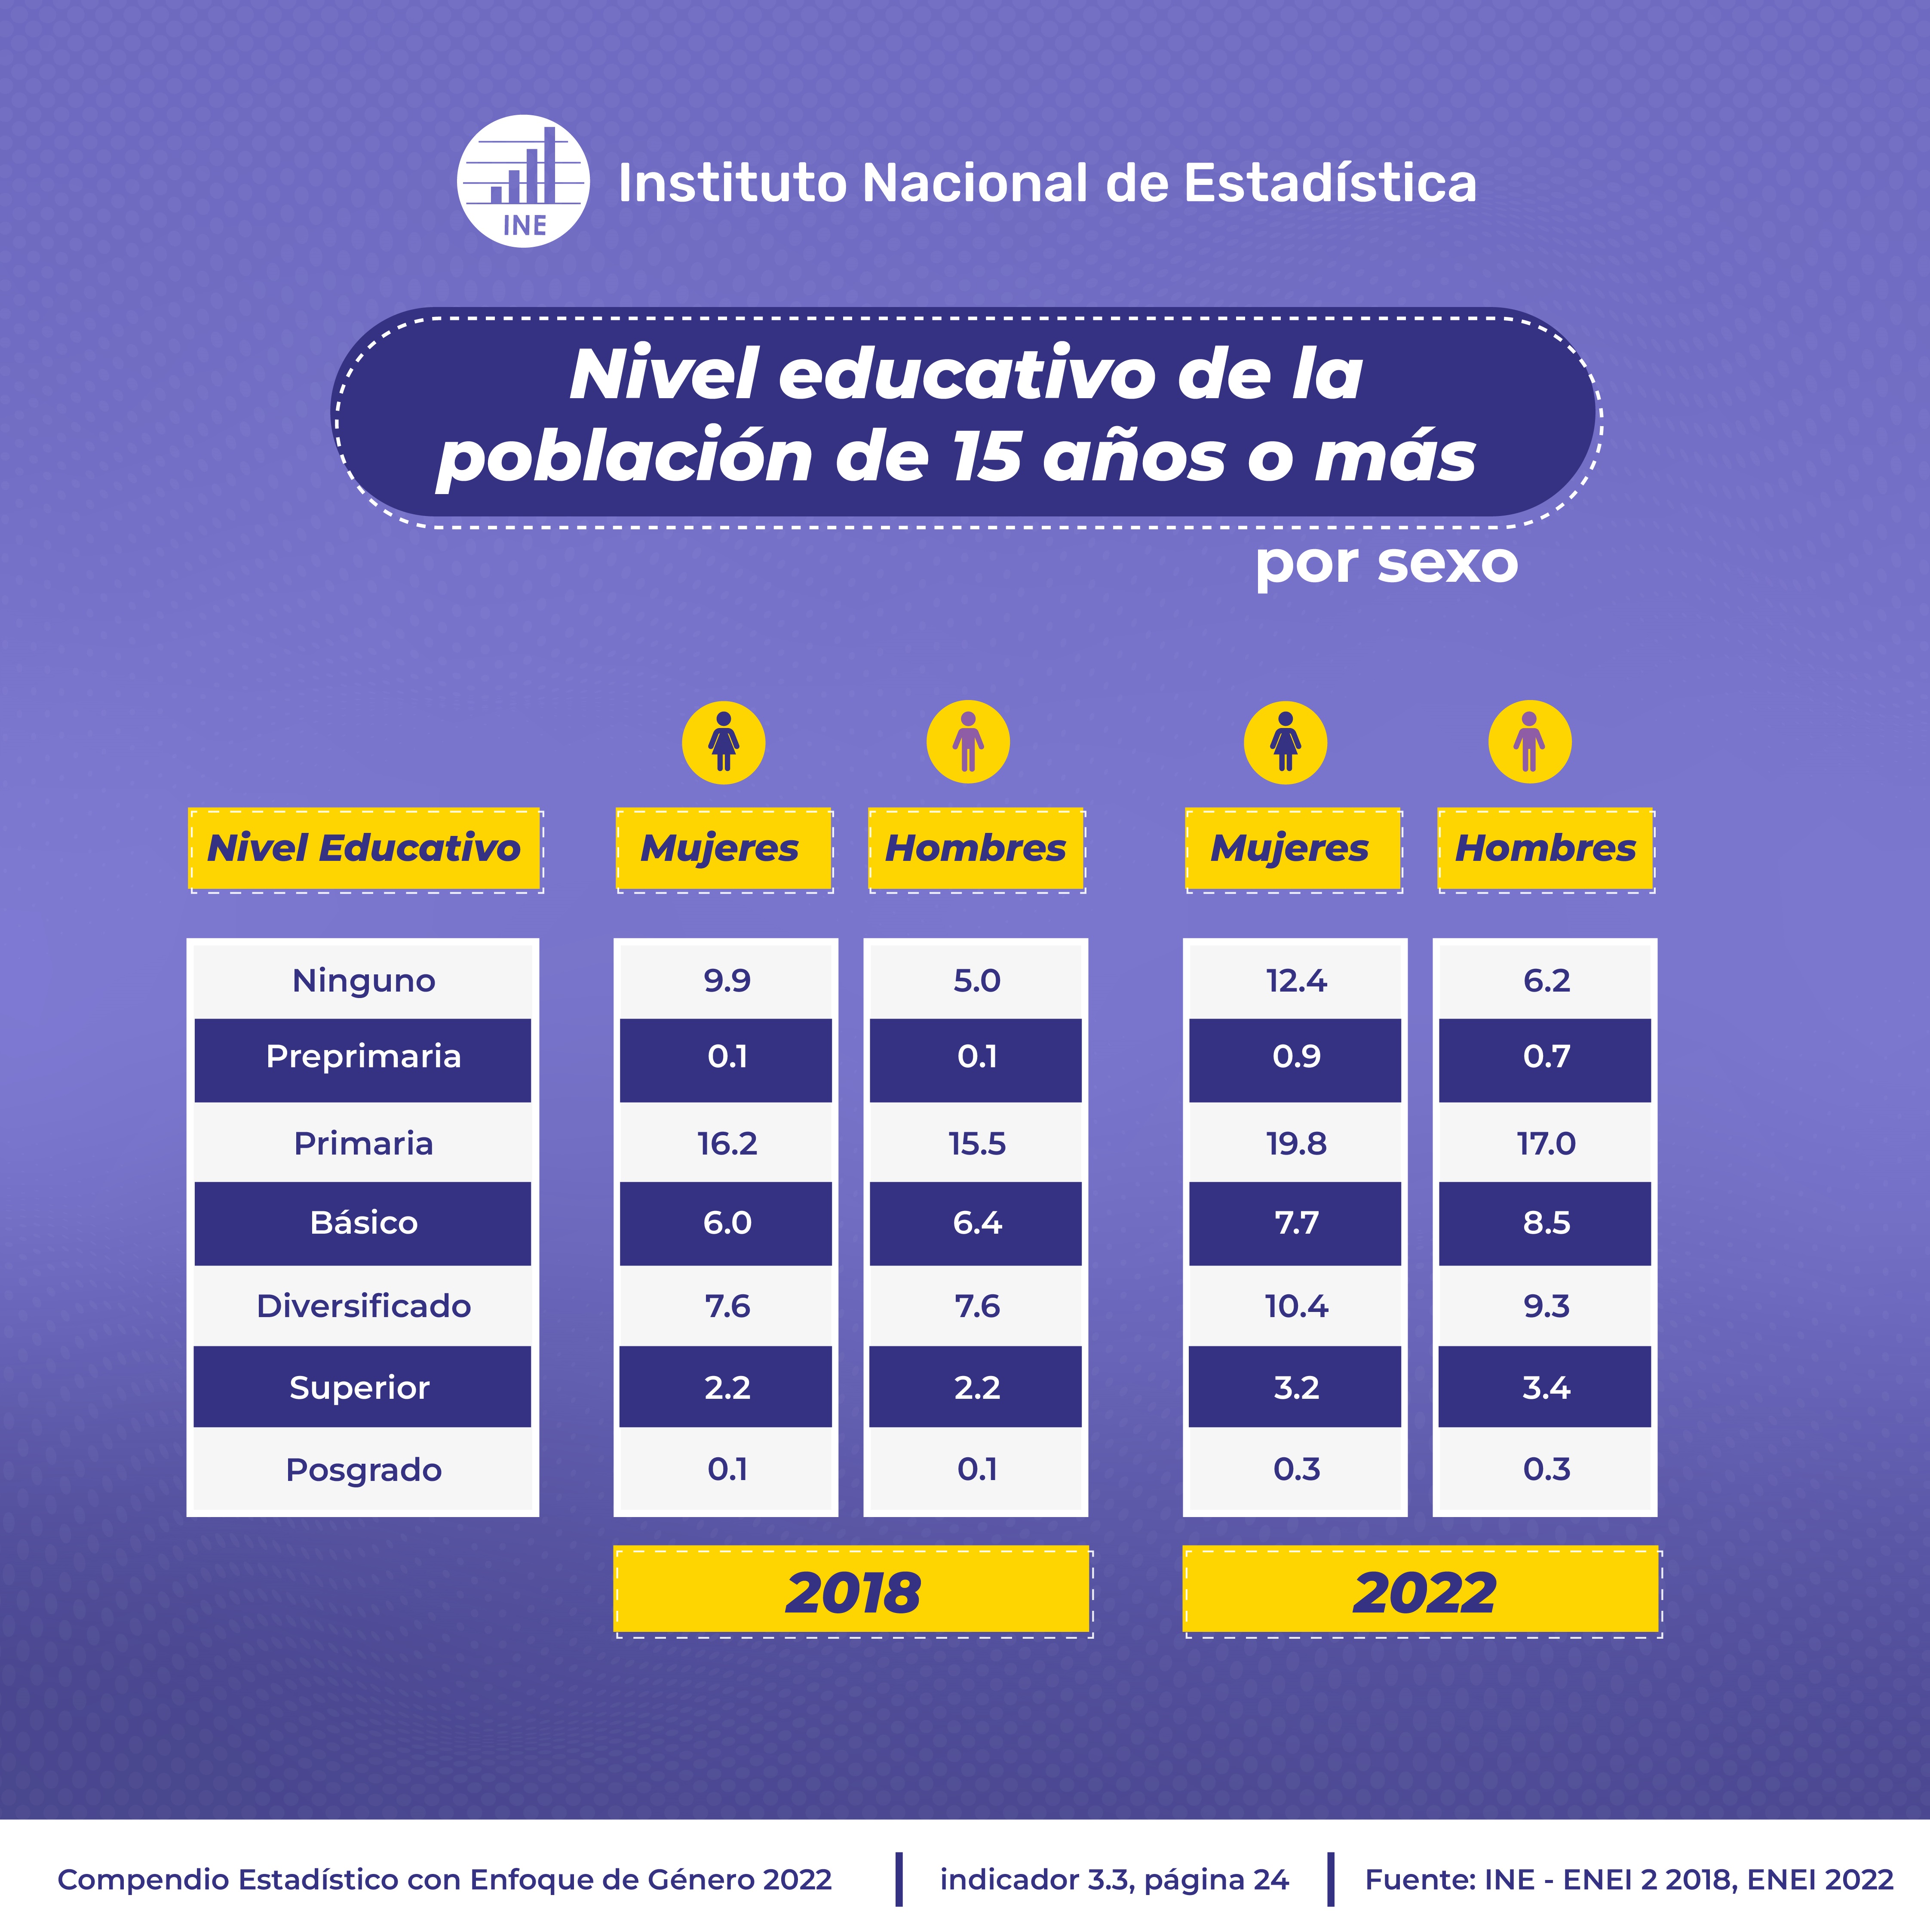 INE
Instituto Nacional de Estadística
Nivel educativo de la
población de 15 años o más
por sexo
Nivel Educativo Mujeres Hombres Mujeres Hombres
Ninguno 9.9 5.0 12.4 6.2
Preprimaria 0.1 0.1 0.9 0.7
Primaria 16.2 15.5 19.8 17.0
Básico 6.0 6.4 7.7 8.5
Diversificado 7.6 7.6 10.4 9.3
Superior 2.2 2.2 3.2 3.4
Posgrado 0.1 0.1 0.3 0.3
2018 2022
Compendio Estadístico con Enfoque de Género 2022 indicador 3.3, página 24 Fuente: INE - ENEI 2 2018, ENEI 2022